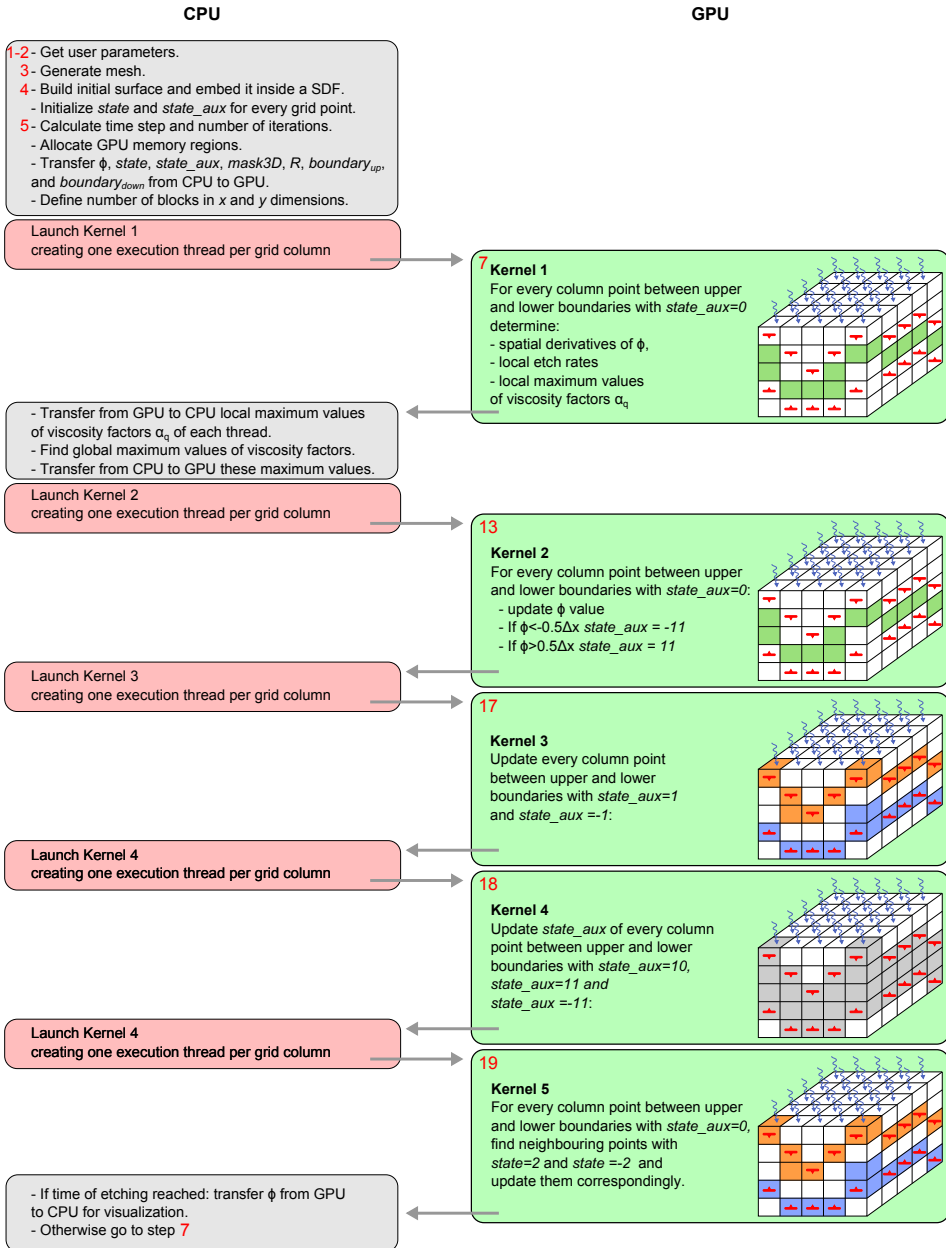 CPU
GPU
1-2 - Get user parameters.
3 - Generate mesh.
4 - Build initial surface and embed it inside a SDF.
- Initialize state and state_aux for every grid point.
5 - Calculate time step and number of iterations.
- Allocate GPU memory regions.
- Transfer ϕ, state, state_aux, mask3D, R, boundary_up,
and boundary_down from CPU to GPU.
- Define number of blocks in x and y dimensions.
Launch Kernel 1
creating one execution thread per grid column
7
Kernel 1
For every column point between upper
and lower boundaries with state_aux=0
determine:
- spatial derivatives of ϕ,
- local etch rates
- local maximum values
of viscosity factors α_q
- Transfer from GPU to CPU local maximum values
of viscosity factors α_q of each thread.
- Find global maximum values of viscosity factors.
- Transfer from CPU to GPU these maximum values.
Launch Kernel 2
creating one execution thread per grid column
13
Kernel 2
For every column point between upper
and lower boundaries with state_aux=0:
- update ϕ value
- If ϕ<-0.5Δx state_aux = -11
- If ϕ>0.5Δx state_aux = 11
Launch Kernel 3
creating one execution thread per grid column
17
Kernel 3
Update every column point
between upper and lower
boundaries with state_aux=1
and state_aux =-1:
Launch Kernel 4
creating one execution thread per grid column
18
Kernel 4
Update state_aux of every column
point between upper and lower
boundaries with state_aux=10,
state_aux=11 and
state_aux =-11:
Launch Kernel 4
creating one execution thread per grid column
19
Kernel 5
For every column point between upper
and lower boundaries with state_aux=0,
find neighbouring points with
state=2 and state =-2 and
update them correspondingly.
- If time of etching reached: transfer ϕ from GPU
to CPU for visualization.
- Otherwise go to step 7